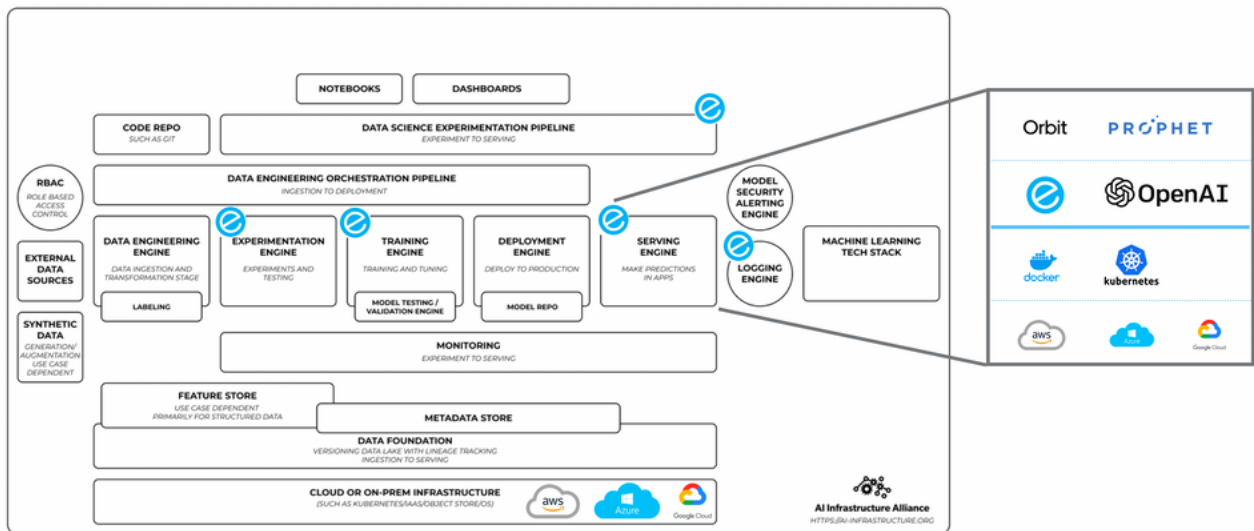 NOTEBOOKS
DASHBOARDS
CODE REPO
SUCH AS GIT
DATA SCIENCE EXPERIMENTATION PIPELINE
EXPERIMENT TO SERVING
RBAC
ROLE BASED
ACCESS
CONTROL
DATA ENGINEERING ORCHESTRATION PIPELINE
INGESTION TO DEPLOYMENT
MODEL
SECURITY
ALERTING
ENGINE
EXTERNAL
DATA
SOURCES
DATA ENGINEERING
ENGINE
DATA INGESTION AND
TRANSFORMATION STAGE
LABELING
EXPERIMENTATION
ENGINE
EXPERIMENTS AND
TESTING
TRAINING
ENGINE
TRAINING AND TUNING
MODEL TESTING /
VALIDATION ENGINE
DEPLOYMENT
ENGINE
DEPLOY TO PRODUCTION
MODEL REPO
SERVING
ENGINE
MAKE PREDICTIONS
IN APPS
LOGGING
ENGINE
MACHINE LEARNING
TECH STACK
SYNTHETIC
DATA
GENERATION/
AUGMENTATION
USE CASE
DEPENDENT
MONITORING
EXPERIMENT TO SERVING
FEATURE STORE
USE CASE DEPENDENT
PRIMARILY FOR STRUCTURED DATA
METADATA STORE
DATA FOUNDATION
VERSIONING DATA LAKE WITH LINEAGE TRACKING
INGESTION TO SERVING
CLOUD OR ON-PREM INFRASTRUCTURE
(SUCH AS KUBERNETES/IAAS/OBJECT STORE/OS)
aws
Azure
Google Cloud
AI Infrastructure Alliance
HTTPS://AI-INFRASTRUCTURE.ORG
Orbit
PROPHET
OpenAI
docker
kubernetes
aws
Azure
Google Cloud